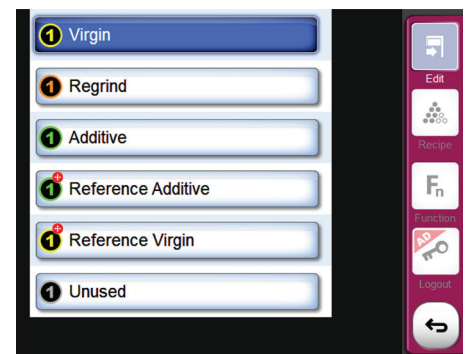 1 Virgin
1 Regrind
1 Additive
1 Reference Additive
1 Reference Virgin
1 Unused
Edit
Recipe
Fn
Function
AD
Logout